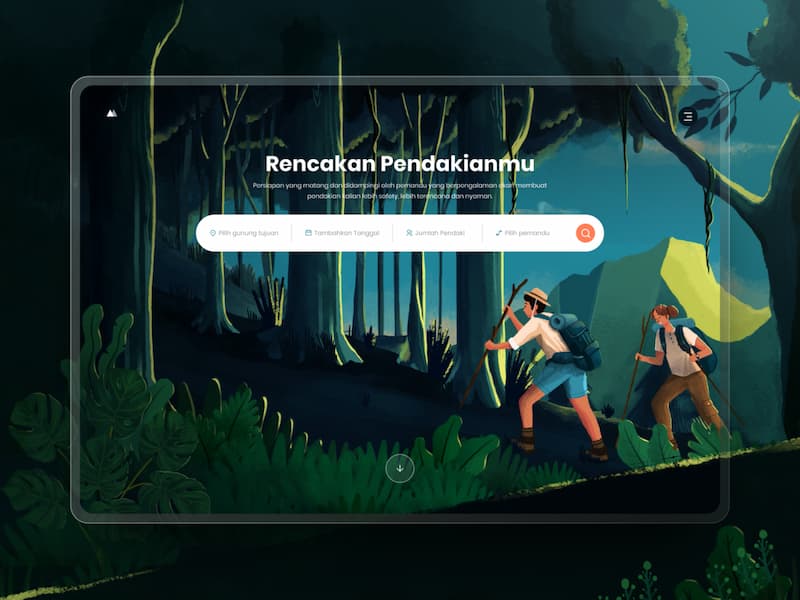 Rencakan Pendakianmu
Persiapan yang matang dan didampingi oleh pemandu yang berpengalaman akan membuat
pendakian kalian lebih safety, lebih terencana dan nyaman.
Pilih gunung tujuan Tambahkan Tanggal Jumlah Pendaki Pilih pemandu